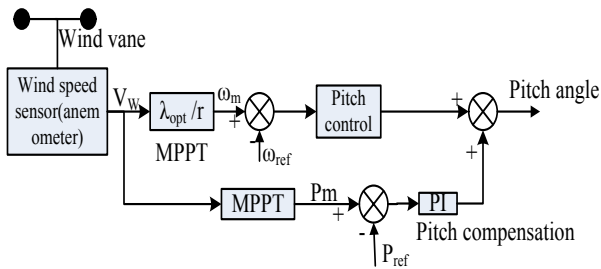 Wind vane
Wind speed
sensor(anem
ometer)
V_W
λ_opt /r
MPPT
ω_m
+
-
ω_ref
Pitch
control
+
+
Pitch angle
MPPT
Pm
+
-
P_ref
PI
Pitch compensation